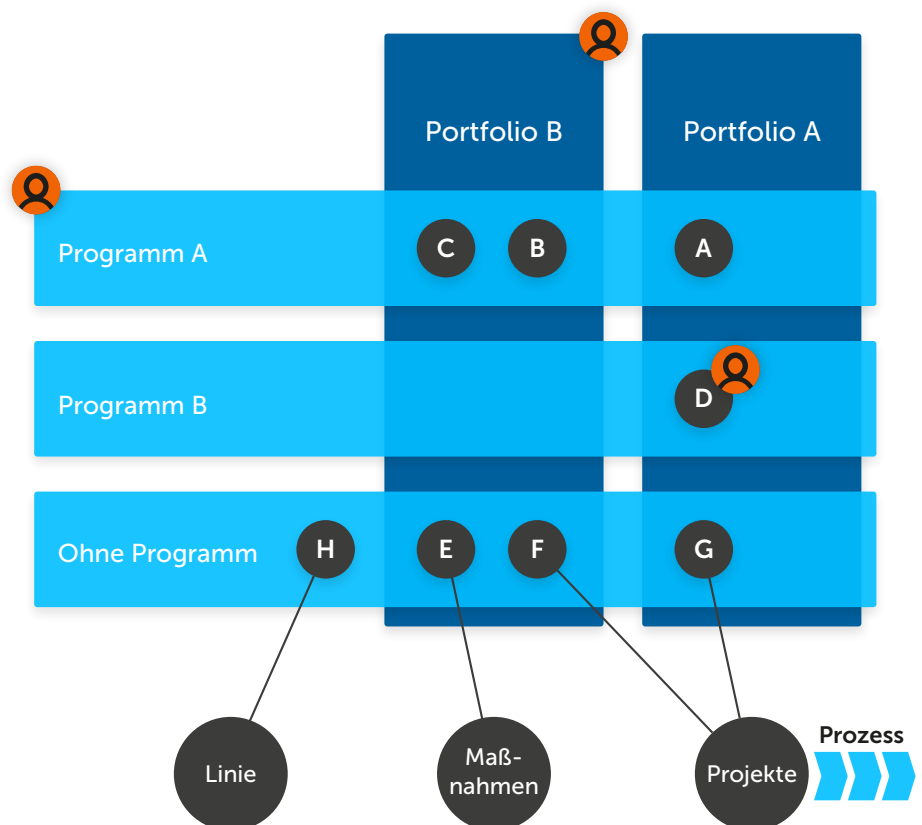 Portfolio B
Portfolio A
Programm A
C
B
A
Programm B
D
Ohne Programm
H
E
F
G
Linie
Maß-
nahmen
Projekte
Prozess